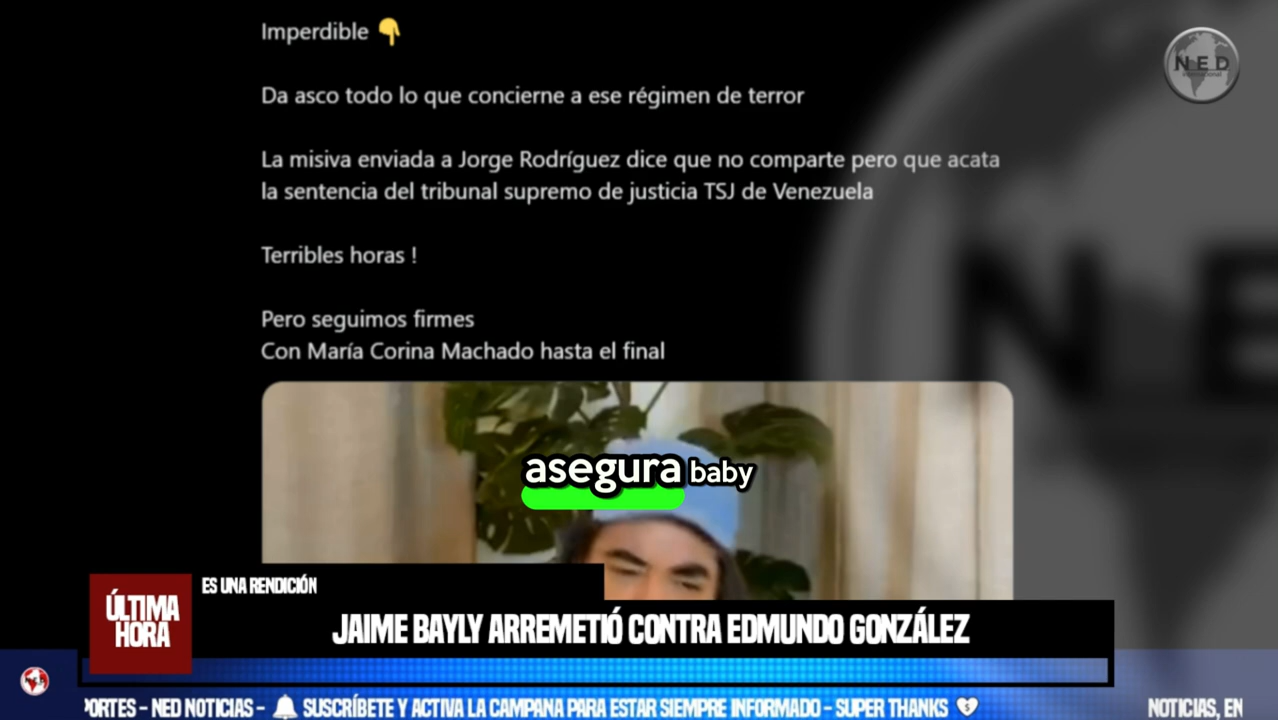 Imperdible 👇
Da asco todo lo que concierne a ese régimen de terror
La misiva enviada a Jorge Rodríguez dice que no comparte pero que acata
la sentencia del tribunal supremo de justicia TSJ de Venezuela
Terribles horas !
Pero seguimos firmes
Con María Corina Machado hasta el final
NED
NE
asegura baby
ES UNA RENDICIÓN
ÚLTIMA
HORA
JAIME BAYLY ARREMETIÓ CONTRA EDMUNDO GONZÁLEZ
PORTES - NED NOTICIAS - 🔔 SUSCRÍBETE Y ACTIVA LA CAMPANA PARA ESTAR SIEMPRE INFORMADO - SUPER THANKS NOTICIAS, EN